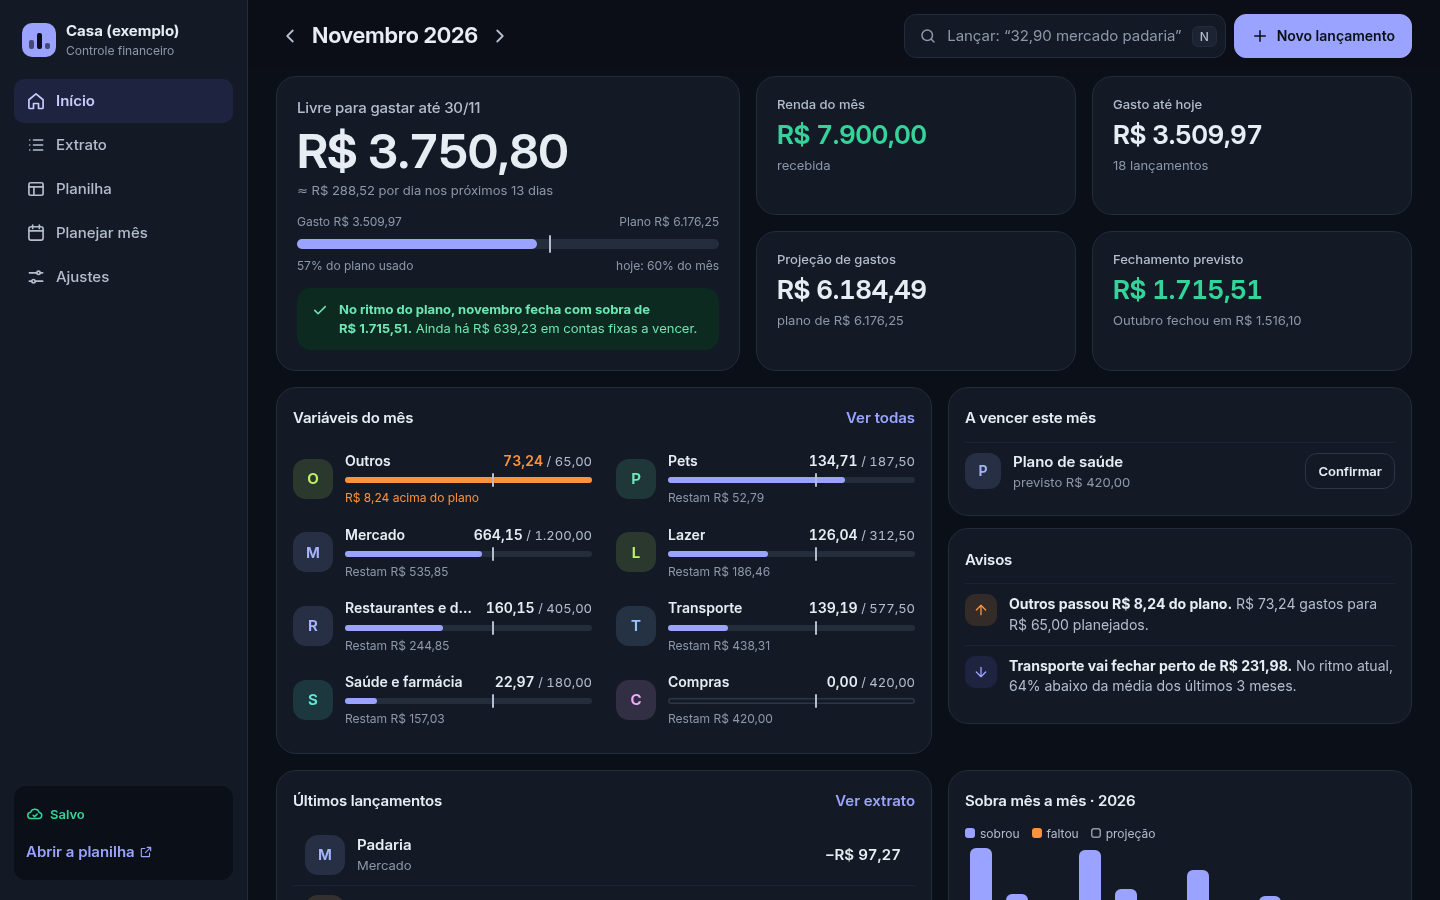 Casa (exemplo)
Controle financeiro
Início
Extrato
Planilha
Planejar mês
Ajustes
Salvo
Abrir a planilha
Novembro 2026
Lançar: “32,90 mercado padaria”
N
Novo lançamento
Livre para gastar até 30/11
R$ 3.750,80
≈ R$ 288,52 por dia nos próximos 13 dias
Gasto R$ 3.509,97
Plano R$ 6.176,25
57% do plano usado
hoje: 60% do mês
No ritmo do plano, novembro fecha com sobra de
R$ 1.715,51. Ainda há R$ 639,23 em contas fixas a vencer.
Renda do mês
R$ 7.900,00
recebida
Gasto até hoje
R$ 3.509,97
18 lançamentos
Projeção de gastos
R$ 6.184,49
plano de R$ 6.176,25
Fechamento previsto
R$ 1.715,51
Outubro fechou em R$ 1.516,10
Variáveis do mês
Ver todas
O
Outros
73,24 / 65,00
R$ 8,24 acima do plano
P
Pets
134,71 / 187,50
Restam R$ 52,79
M
Mercado
664,15 / 1.200,00
Restam R$ 535,85
L
Lazer
126,04 / 312,50
Restam R$ 186,46
R
Restaurantes e d...
160,15 / 405,00
Restam R$ 244,85
T
Transporte
139,19 / 577,50
Restam R$ 438,31
S
Saúde e farmácia
22,97 / 180,00
Restam R$ 157,03
C
Compras
0,00 / 420,00
Restam R$ 420,00
A vencer este mês
P
Plano de saúde
previsto R$ 420,00
Confirmar
Avisos
Outros passou R$ 8,24 do plano. R$ 73,24 gastos para
R$ 65,00 planejados.
Transporte vai fechar perto de R$ 231,98. No ritmo atual,
64% abaixo da média dos últimos 3 meses.
Últimos lançamentos
Ver extrato
M
Padaria
Mercado
−R$ 97,27
Sobra mês a mês · 2026
sobrou
faltou
projeção